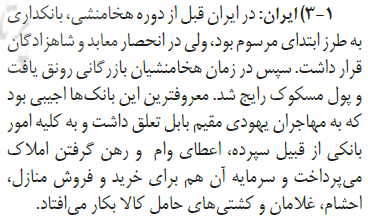 ۳-۱) ایران: در ایران قبل از دوره هخامنشی، بانکداری
به طرز ابتدای مرسوم بود، ولی در انحصار معابد و شاهزادگان
قرار داشت. سپس در زمان هخامنشیان بازرگانی رونق یافت
و پول مسکوک رایج شد. معروفترین این بانک‌ها اجیبی بود
که به مهاجران یهودی مقیم بابل تعلق داشت و به کلیه امور
بانکی از قبیل سپرده، اعطای وام و رهن گرفتن املاک
می‌پرداخت و سرمایه آن هم برای خرید و فروش منازل،
احشام، غلامان و کشتی‌های حامل کالا بکار می‌افتاد.